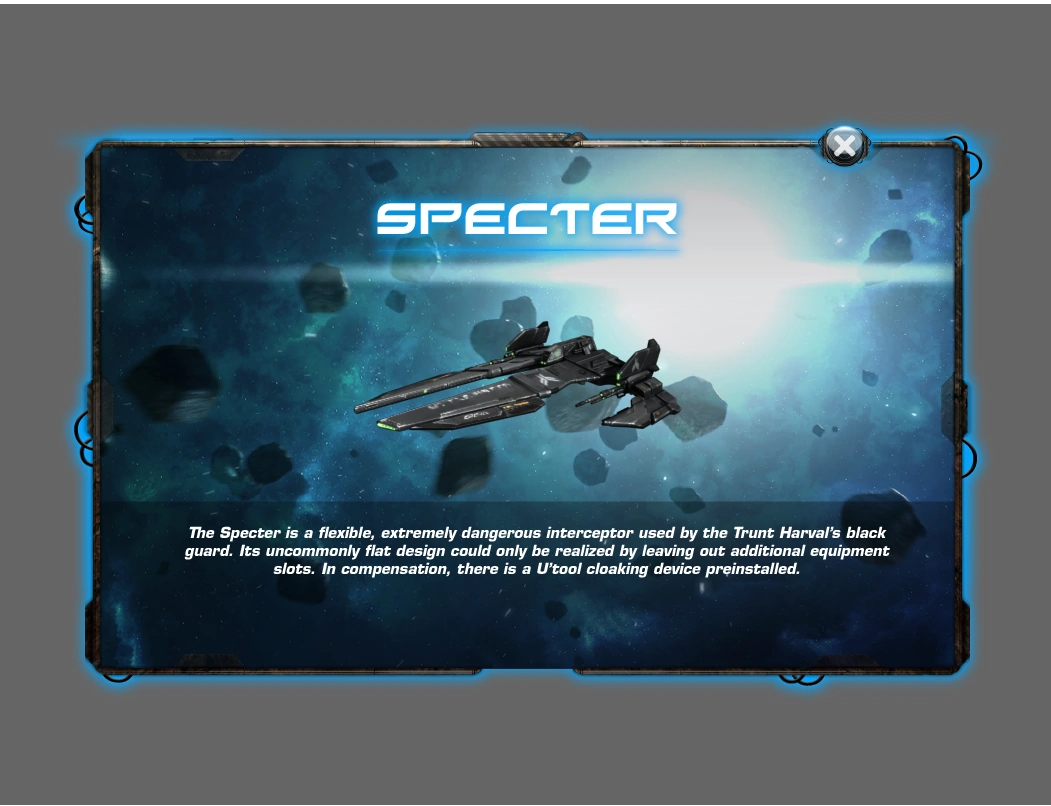 SPECTER
The Specter is a flexible, extremely dangerous interceptor used by the Trunt Harval's black
guard. Its uncommonly flat design could only be realized by leaving out additional equipment
slots. In compensation, there is a U'tool cloaking device preinstalled.